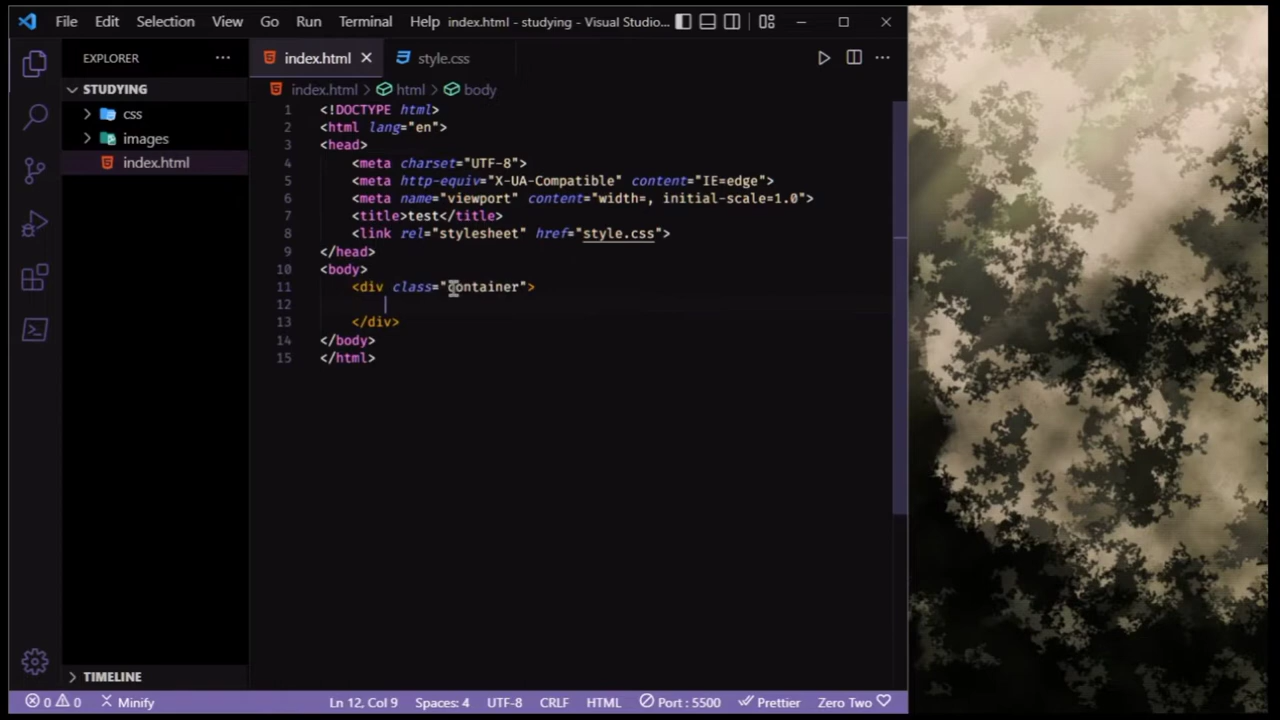 File Edit Selection View Go Run Terminal Help index.html - studying - Visual Studio...
EXPLORER ...
index.html style.css
STUDYING
index.html > html > body
css
images
index.html
1 <!DOCTYPE html>
2 <html lang="en">
3 <head>
4 <meta charset="UTF-8">
5 <meta http-equiv="X-UA-Compatible" content="IE=edge">
6 <meta name="viewport" content="width=, initial-scale=1.0">
7 <title>test</title>
8 <link rel="stylesheet" href="style.css">
9 </head>
10 <body>
11 <div class="container">
12
13 </div>
14 </body>
15 </html>
TIMELINE
0 0 Minify Ln 12, Col 9 Spaces: 4 UTF-8 CRLF HTML Port : 5500 Prettier Zero Two